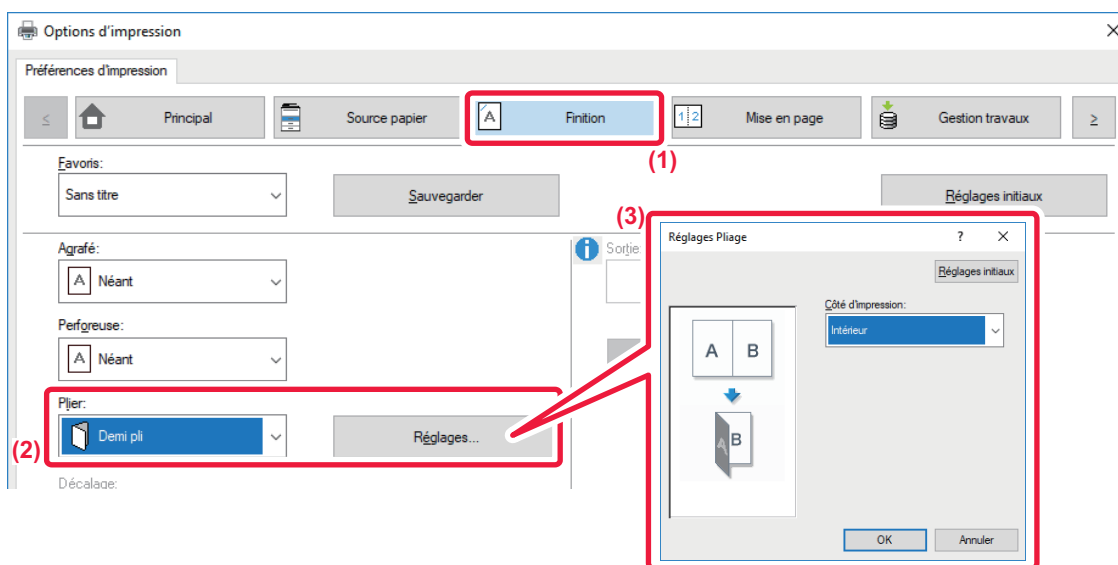 Options d'impression
Préférences d'impression
< Principal Source papier Finition 1 2 Mise en page Gestion travaux >
A
(1)
Favoris:
Sans titre Sauvegarder Réglages initiaux
(3)
Agrafé: Sortie:
A Néant
Perforeuse:
A Néant
Plier:
Demi pli Réglages...
(2)
Décalage:
Réglages Pliage ? X
Réglages initiaux
Côté d'impression:
Intérieur
A B
A B
OK Annuler